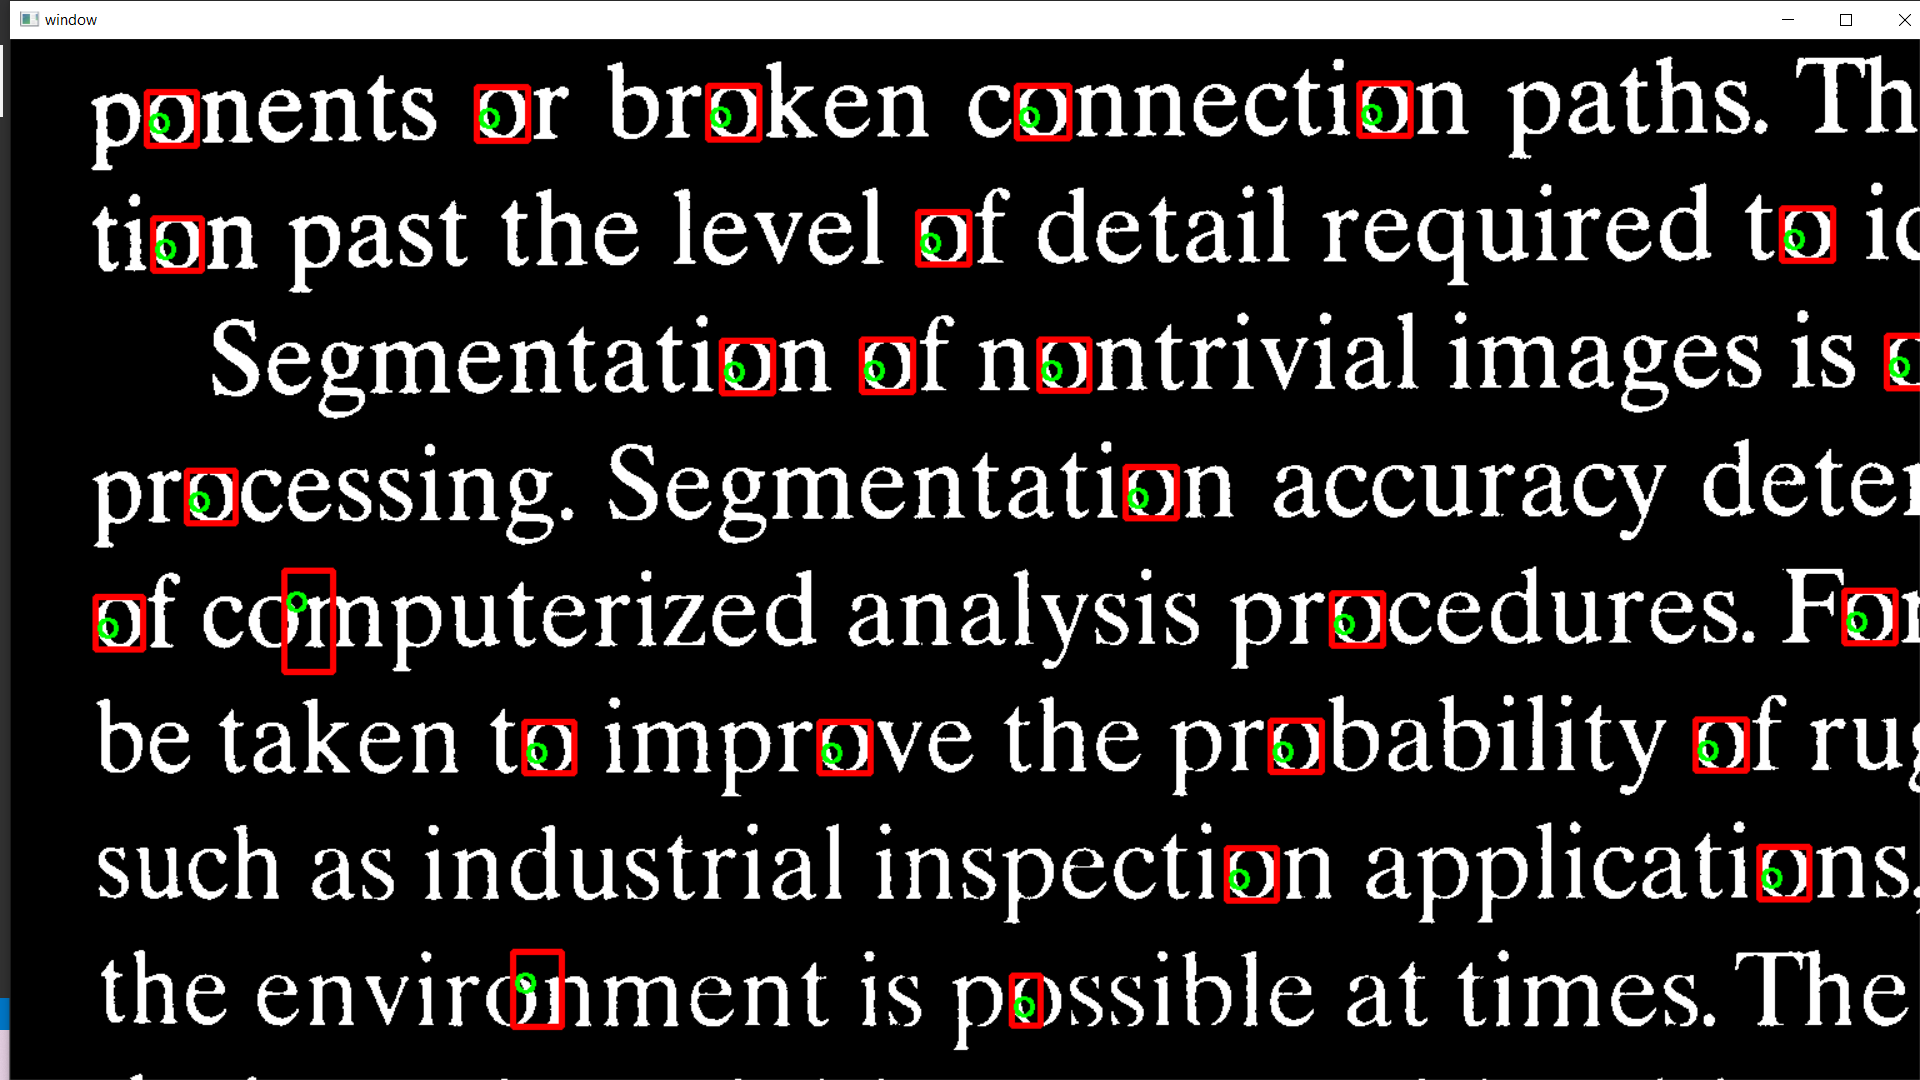 window
ponents or broken connection paths. Th
tion past the level of detail required to
Segmentation of nontrivial images is
processing. Segmentation accuracy deter
of computerized analysis procedures. For
be taken to improve the probability of rug
such as industrial inspection applications,
the environment is possible at times. The